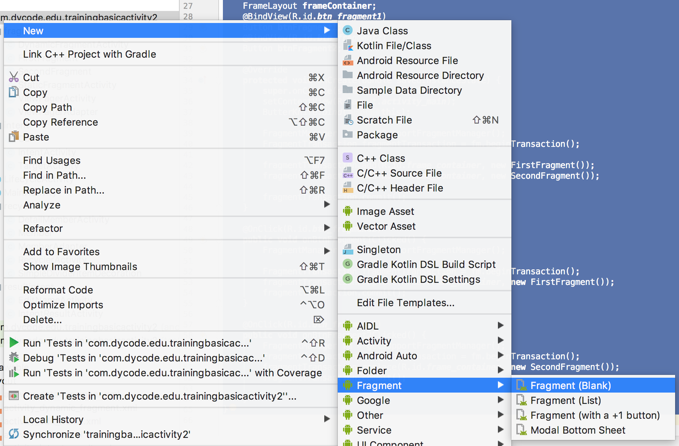 m.dycode.edu.trainingbasicactivity2
27
FrameLayout frameContainer;
28
@BindView(R.id.btn_fragment1)
New
Link C++ Project with Gradle
Cut ⌘X
Copy ⌘C
Copy Path ⇧⌘C
Copy Reference ⌥⇧⌘C
Paste ⌘V
Find Usages ⌥F7
Find in Path... ⇧⌘F
Replace in Path... ⇧⌘R
Analyze
Refactor
Add to Favorites
Show Image Thumbnails ⇧⌘T
Reformat Code ⌥⌘L
Optimize Imports ^⌥O
Delete... ⌦
Run 'Tests in 'com.dycode.edu.trainingbasicac...' ^⇧R
Debug 'Tests in 'com.dycode.edu.trainingbasicac...' ^⇧D
Run 'Tests in 'com.dycode.edu.trainingbasicac...' with Coverage
Create 'Tests in 'com.dycode.edu.trainingbasicactivity2''...
Local History
Synchronize 'trainingba...icactivity2'
Java Class
Kotlin File/Class
Android Resource File
Android Resource Directory
Sample Data Directory
File
Scratch File ⇧⌘N
Package
C++ Class
C/C++ Source File
C/C++ Header File
Image Asset
Vector Asset
Singleton
Gradle Kotlin DSL Build Script
Gradle Kotlin DSL Settings
Edit File Templates...
AIDL
Activity
Android Auto
Folder
Fragment
Google
Other
Service
UI Component
Transaction();
FirstFragment());
SecondFragment());
Transaction();
new FirstFragment());
Transaction();
new SecondFragment());
Fragment (Blank)
Fragment (List)
Fragment (with a +1 button)
Modal Bottom Sheet